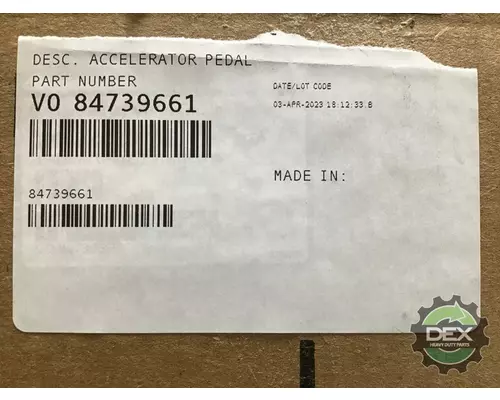 DESC. ACCELERATOR PEDAL
PART NUMBER
VO 84739661
84739661
DATE/LOT CODE
03-APR-2023 18:12:33.8
MADE IN:
DEX
HEAVY DUTY PARTS